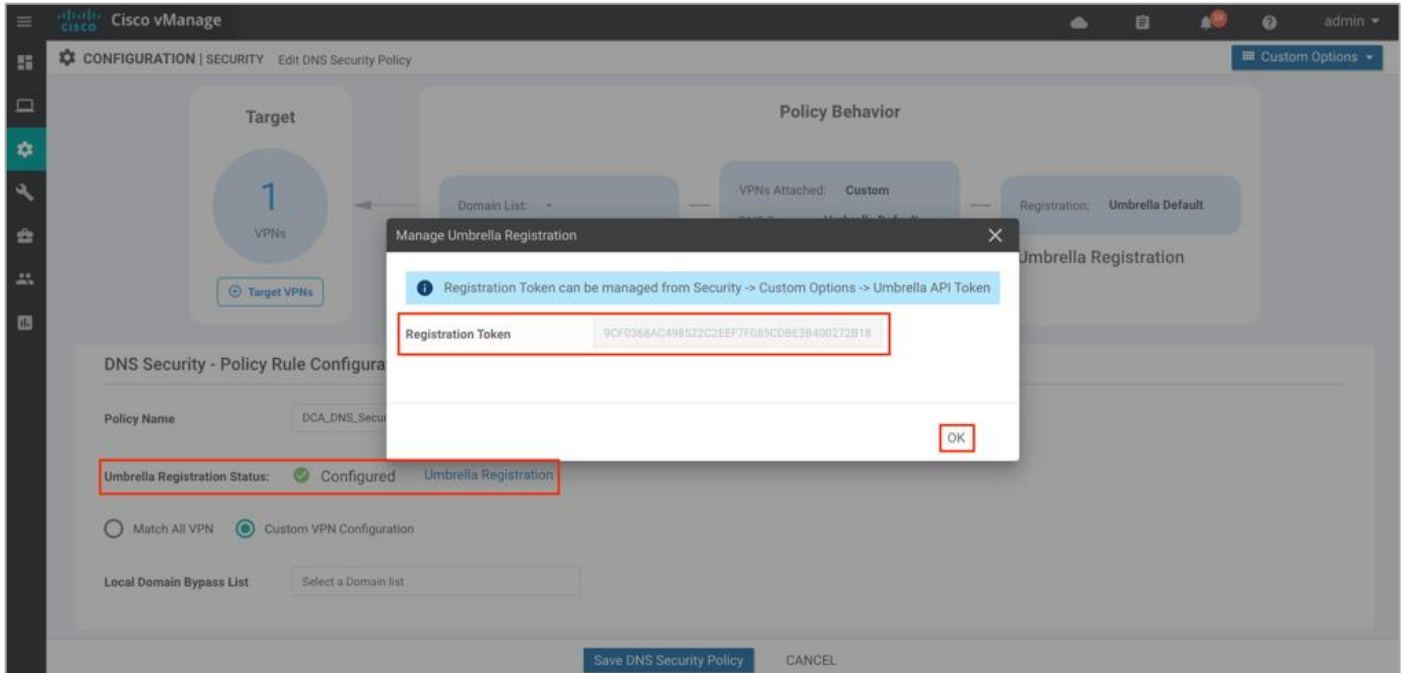 CISCO Cisco vManage admin
CONFIGURATION | SECURITY Edit DNS Security Policy Custom Options
Target Policy Behavior
1
VPNs
Target VPNs
Domain List: -
VPNs Attached: Custom
Registration: Umbrella Default
Umbrella Registration
Manage Umbrella Registration
Registration Token can be managed from Security -> Custom Options -> Umbrella API Token
Registration Token 9CF0368AC498522C2EEF7F085CDBE3B400272B18
OK
DNS Security - Policy Rule Configura
Policy Name DCA_DNS_Secur
Umbrella Registration Status: Configured Umbrella Registration
Match All VPN Custom VPN Configuration
Local Domain Bypass List Select a Domain list
Save DNS Security Policy CANCEL